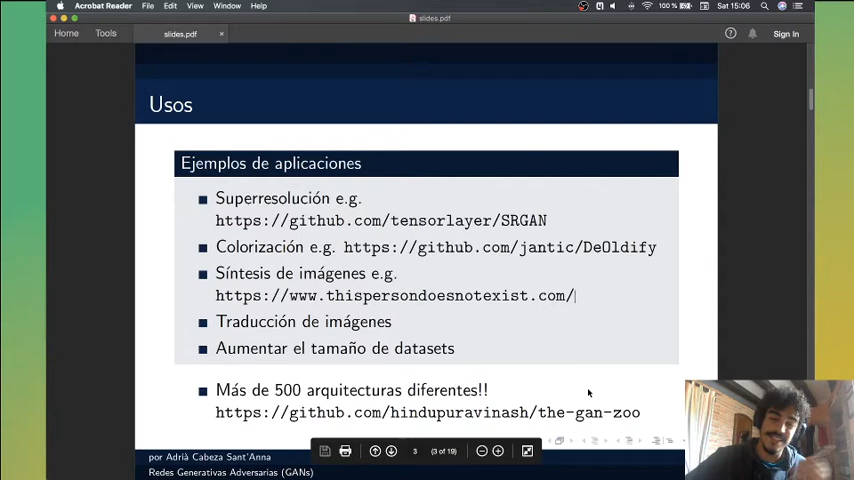 Acrobat Reader File Edit View Window Help 100 % Sat 15:06
slides.pdf
Home Tools slides.pdf × Sign In
Usos
Ejemplos de aplicaciones
Superresolución e.g.
https://github.com/tensorlayer/SRGAN
Colorización e.g. https://github.com/jantic/DeOldify
Síntesis de imágenes e.g.
https://www.thispersondoesnotexist.com/
Traducción de imágenes
Aumentar el tamaño de datasets
Más de 500 arquitecturas diferentes!!
https://github.com/hindupuravinash/the-gan-zoo
3 (3 of 19)
por Adrià Cabeza Sant'Anna
Redes Generativas Adversarias (GANs)